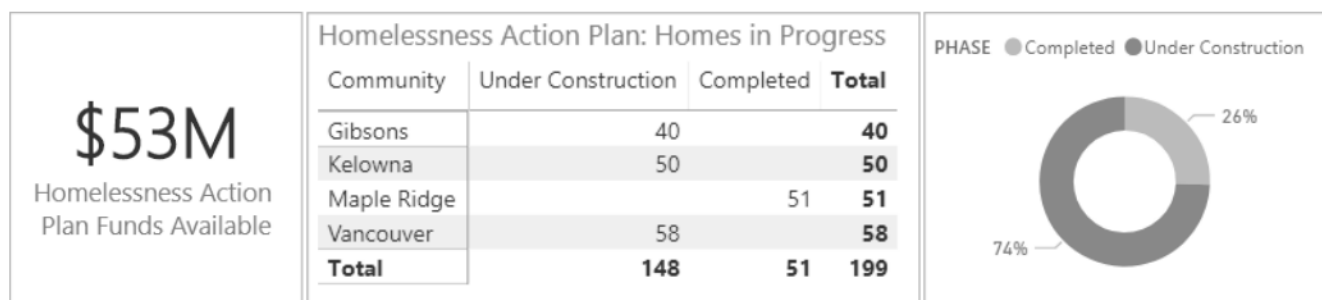 $53M
Homelessness Action
Plan Funds Available
Homelessness Action Plan: Homes in Progress
Community Under Construction Completed Total
Gibsons 40 40
Kelowna 50 50
Maple Ridge 51 51
Vancouver 58 58
Total 148 51 199
PHASE Completed Under Construction
26%
74%